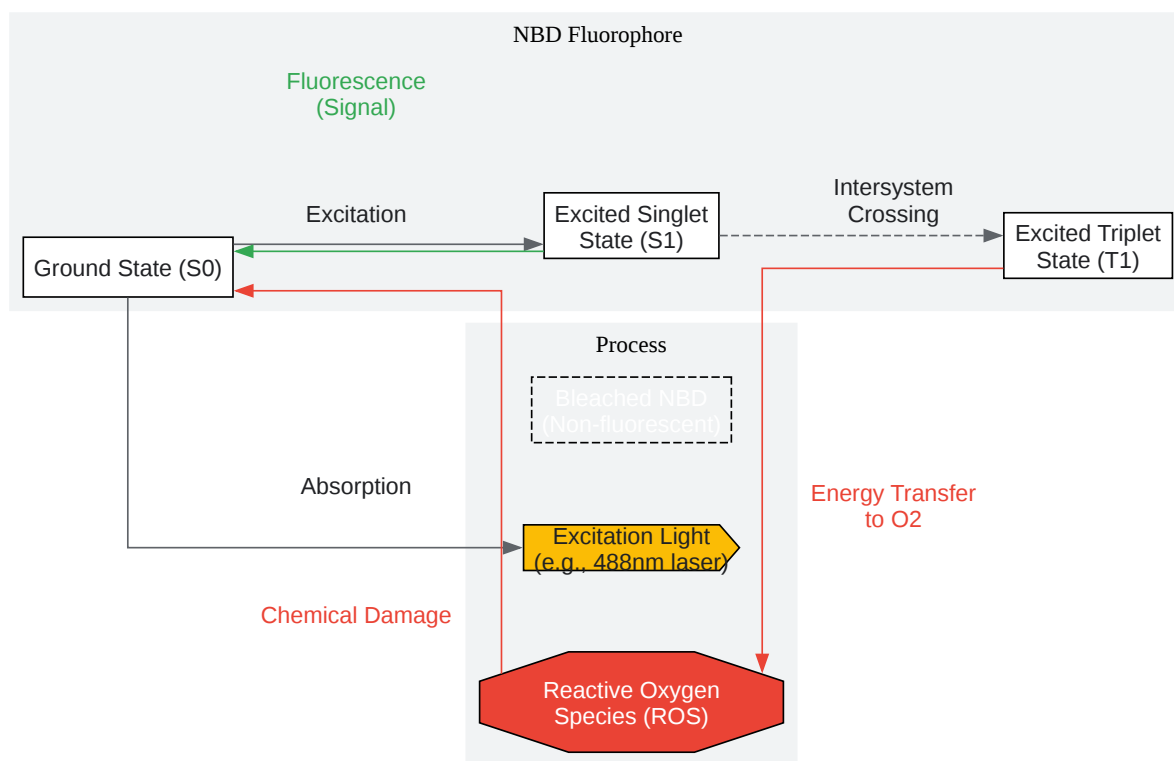 NBD Fluorophore
Fluorescence
(Signal)
Excitation
Excited Singlet
State (S1)
Intersystem
Crossing
Ground State (S0)
Excited Triplet
State (T1)
Process
Bleached NBD
(Non-fluorescent)
Absorption
Energy Transfer
to O2
Excitation Light
(e.g., 488nm laser)
Chemical Damage
Reactive Oxygen
Species (ROS)